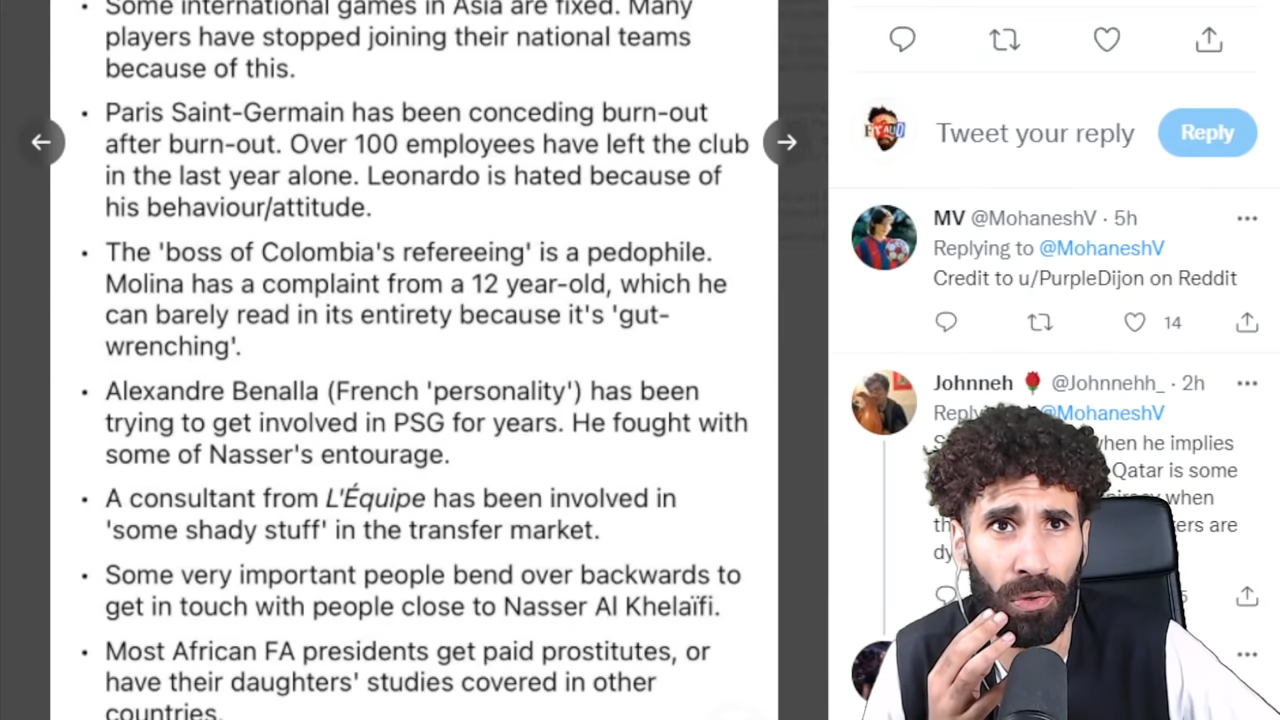 Some international games in Asia are fixed. Many
players have stopped joining their national teams
because of this.
Paris Saint-Germain has been conceding burn-out
after burn-out. Over 100 employees have left the club
in the last year alone. Leonardo is hated because of
his behaviour/attitude.
The 'boss of Colombia's refereeing' is a pedophile.
Molina has a complaint from a 12 year-old, which he
can barely read in its entirety because it's 'gut-
wrenching'.
Alexandre Benalla (French 'personality') has been
trying to get involved in PSG for years. He fought with
some of Nasser's entourage.
A consultant from L'Équipe has been involved in
'some shady stuff' in the transfer market.
Some very important people bend over backwards to
get in touch with people close to Nasser Al Khelaïfi.
Most African FA presidents get paid prostitutes, or
have their daughters' studies covered in other
countries.
Tweet your reply
Reply
MV @MohaneshV · 5h
Replying to @MohaneshV
Credit to u/PurpleDijon on Reddit
14
Johnneh 🌹 @Johnnehh_ · 2h
@MohaneshV
when he implies
Qatar is some
when
are